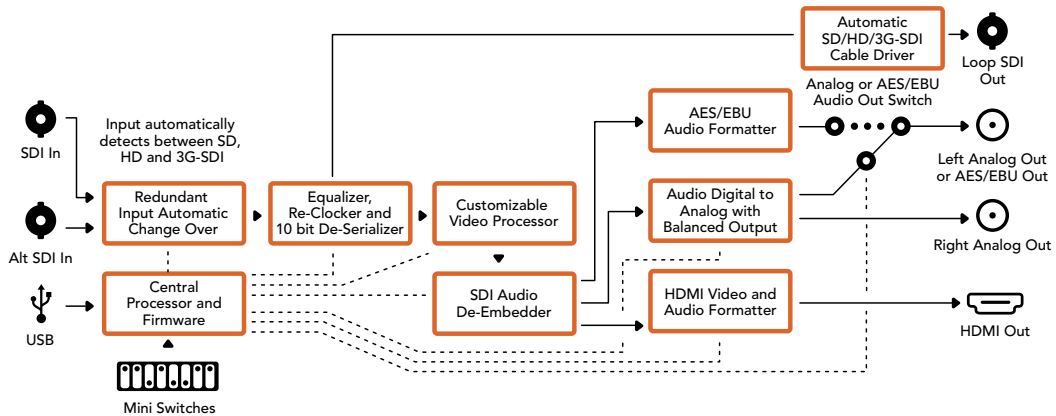 Automatic
SD/HD/3G-SDI
Cable Driver
Loop SDI
Out
Analog or AES/EBU
Audio Out Switch
SDI In
Input automatically
detects between SD,
HD and 3G-SDI
AES/EBU
Audio Formatter
Left Analog Out
or AES/EBU Out
Alt SDI In
Redundant
Input Automatic
Change Over
Equalizer,
Re-Clocker and
10 bit De-Serializer
Customizable
Video Processor
Audio Digital to
Analog with
Balanced Output
Right Analog Out
USB
Central
Processor and
Firmware
SDI Audio
De-Embedder
HDMI Video and
Audio Formatter
HDMI Out
Mini Switches